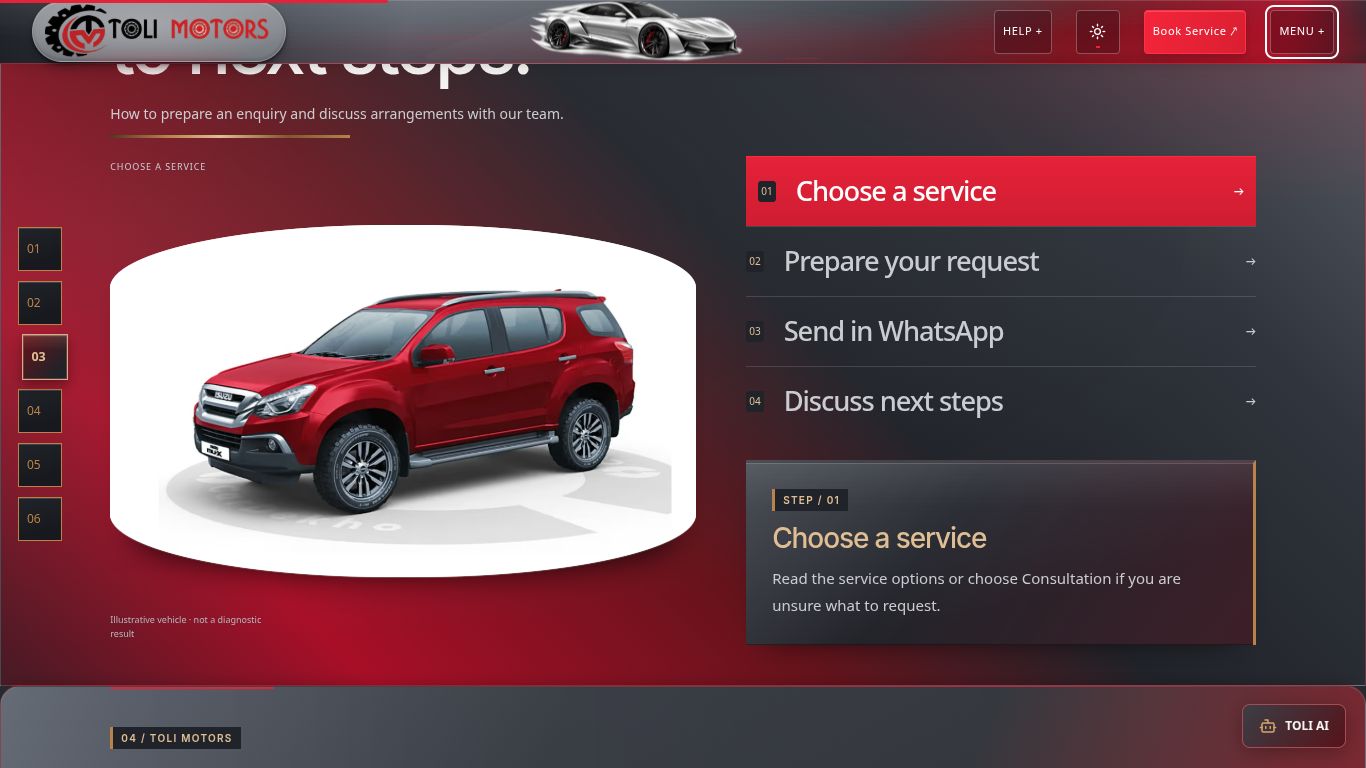 TOLI MOTORS
HELP +
Book Service ↗
MENU +
to next steps.
How to prepare an enquiry and discuss arrangements with our team.
CHOOSE A SERVICE
01
02
03
04
05
06
ISUZU
mu-X
Illustrative vehicle · not a diagnostic
result
01 Choose a service →
02 Prepare your request →
03 Send in WhatsApp →
04 Discuss next steps →
STEP / 01
Choose a service
Read the service options or choose Consultation if you are
unsure what to request.
04 / TOLI MOTORS
TOLI AI